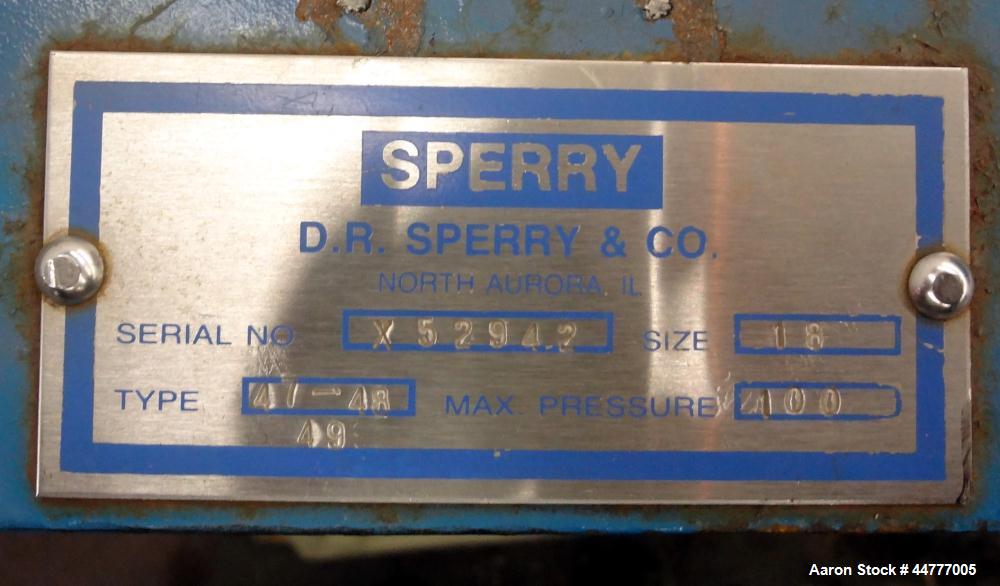 SPERRY
D.R. SPERRY & CO.
NORTH AURORA, IL
SERIAL NO X52942 SIZE 18
TYPE 47-48 MAX. PRESSURE 100
49
Aaron Stock # 44777005